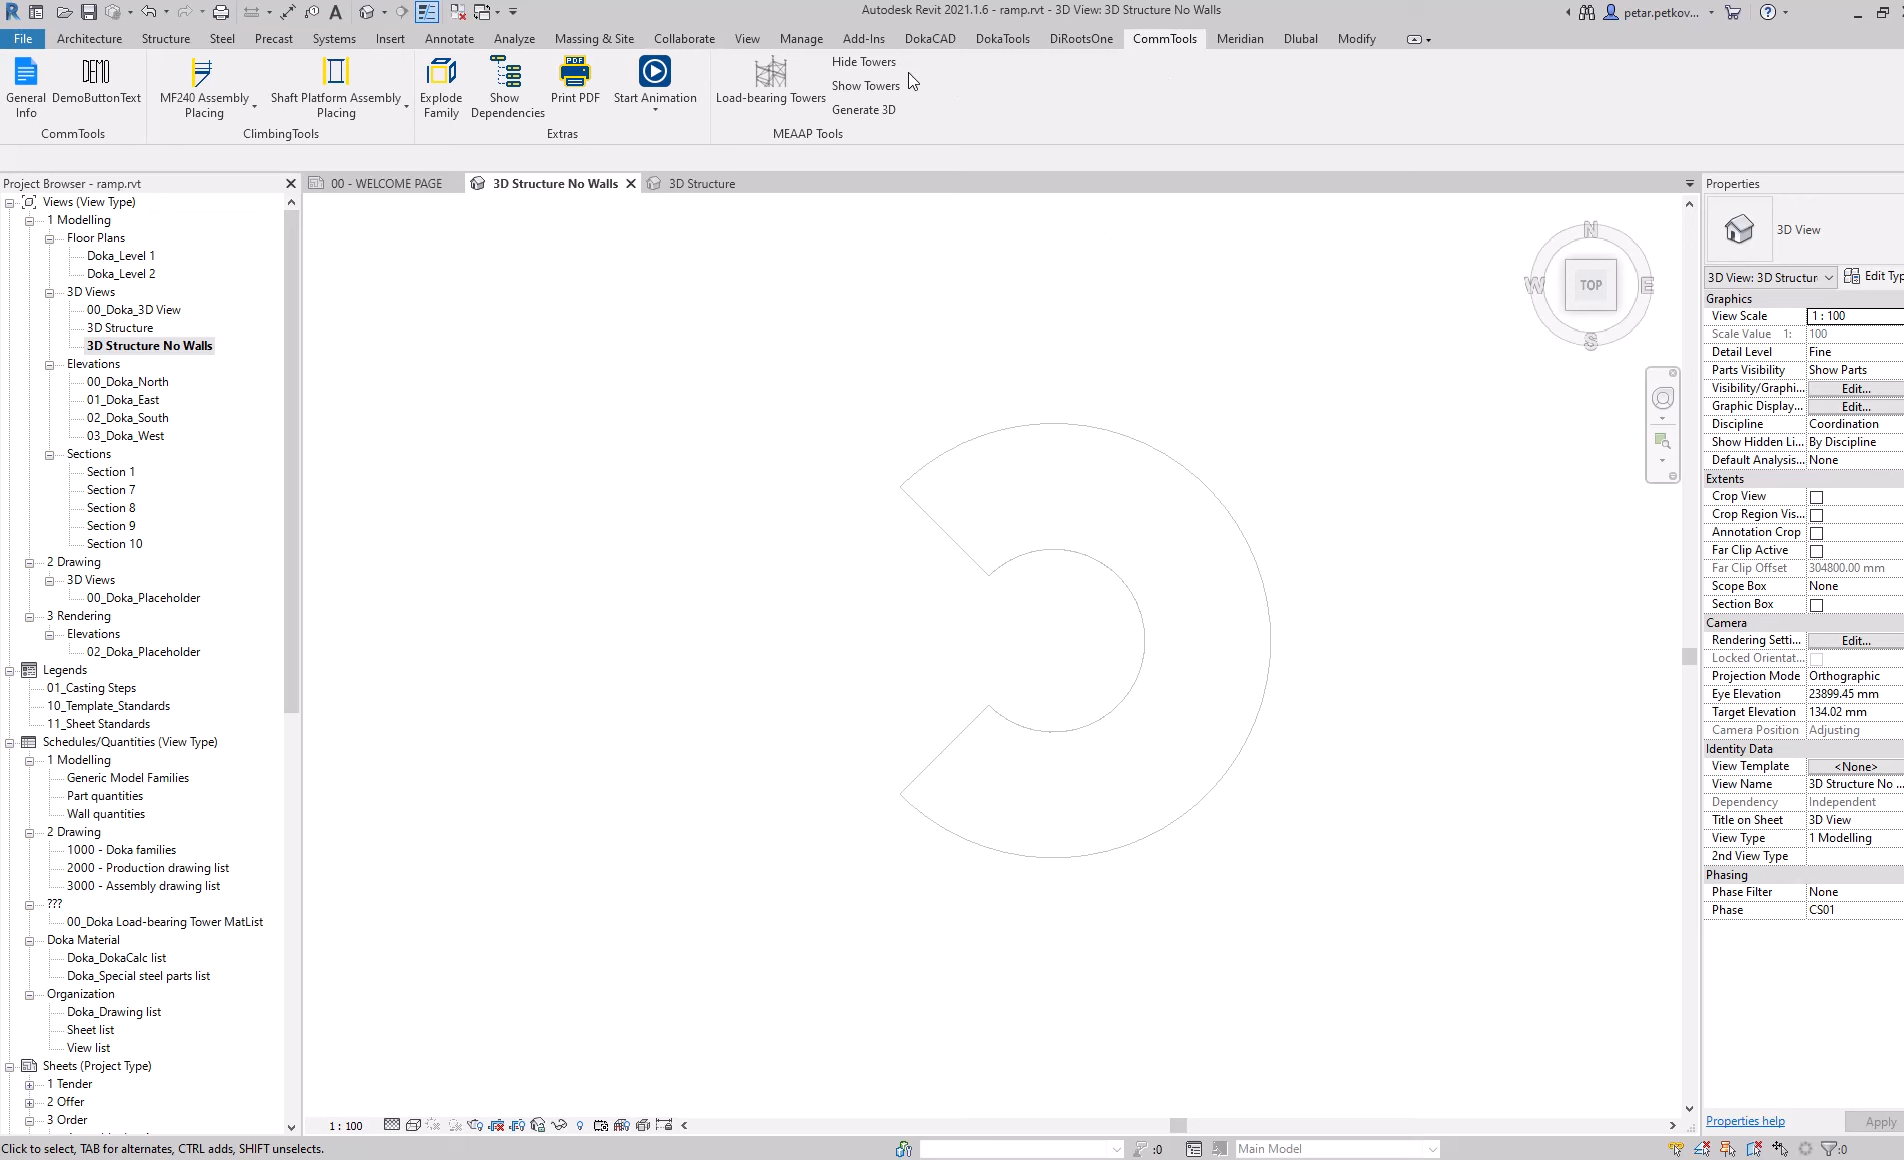 Autodesk Revit 2021.1.6 - ramp.rvt - 3D View: 3D Structure No Walls
petar.petkov...
File Architecture Structure Steel Precast Systems Insert Annotate Analyze Massing & Site Collaborate View Manage Add-Ins DokaCAD DokaTools DiRootsOne CommTools Meridian Dlubal Modify
General Info
DemoButtonText
MF240 Assembly Placing
Shaft Platform Assembly Placing
Explode Family
Show Dependencies
Print PDF
Start Animation
Load-bearing Towers
Hide Towers
Show Towers
Generate 3D
CommTools ClimbingTools Extras MEAAP Tools
Project Browser - ramp.rvt
00 - WELCOME PAGE 3D Structure No Walls 3D Structure
Views (View Type)
1 Modelling
Floor Plans
Doka_Level 1
Doka_Level 2
3D Views
00_Doka_3D View
3D Structure
3D Structure No Walls
Elevations
00_Doka_North
01_Doka_East
02_Doka_South
03_Doka_West
Sections
Section 1
Section 7
Section 8
Section 9
Section 10
2 Drawing
3D Views
00_Doka_Placeholder
3 Rendering
Elevations
02_Doka_Placeholder
Legends
01_Casting Steps
10_Template_Standards
11_Sheet Standards
Schedules/Quantities (View Type)
1 Modelling
Generic Model Families
Part quantities
Wall quantities
2 Drawing
1000 - Doka families
2000 - Production drawing list
3000 - Assembly drawing list
???
00_Doka Load-bearing Tower MatList
Doka Material
Doka_DokaCalc list
Doka_Special steel parts list
Organization
Doka_Drawing list
Sheet list
View list
Sheets (Project Type)
1 Tender
2 Offer
3 Order
N
W TOP E
S
Properties
3D View
3D View: 3D Structur Edit Typ
Graphics
View Scale 1 : 100
Scale Value 1: 100
Detail Level Fine
Parts Visibility Show Parts
Visibility/Graphi... Edit...
Graphic Display... Edit...
Discipline Coordination
Show Hidden Li... By Discipline
Default Analysis... None
Extents
Crop View
Crop Region Vis...
Annotation Crop
Far Clip Active
Far Clip Offset 304800.00 mm
Scope Box None
Section Box
Camera
Rendering Setti... Edit...
Locked Orientat...
Projection Mode Orthographic
Eye Elevation 23899.45 mm
Target Elevation 134.02 mm
Camera Position Adjusting
Identity Data
View Template <None>
View Name 3D Structure No ...
Dependency Independent
Title on Sheet 3D View
View Type 1 Modelling
2nd View Type
Phasing
Phase Filter None
Phase CS01
Properties help Apply
1 : 100
Click to select, TAB for alternates, CTRL adds, SHIFT unselects.
:0
Main Model
:0